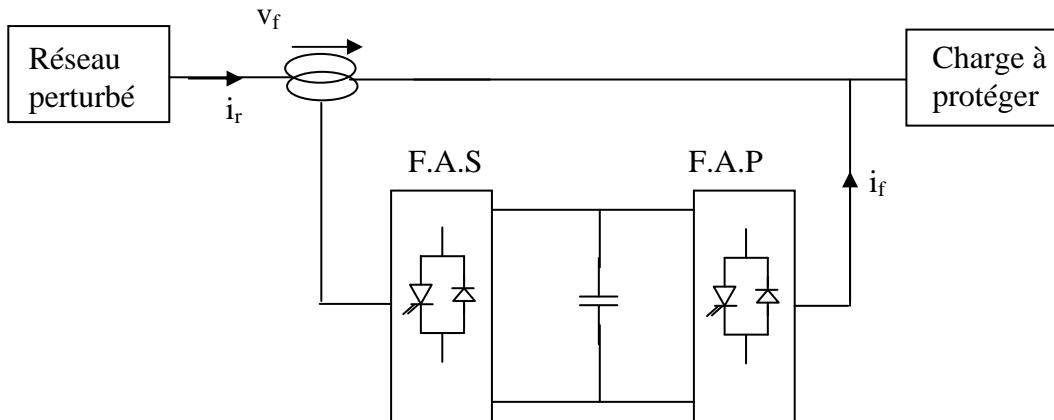 v_f
Réseau
perturbé
i_r
Charge à
protéger
F.A.S
F.A.P
i_f